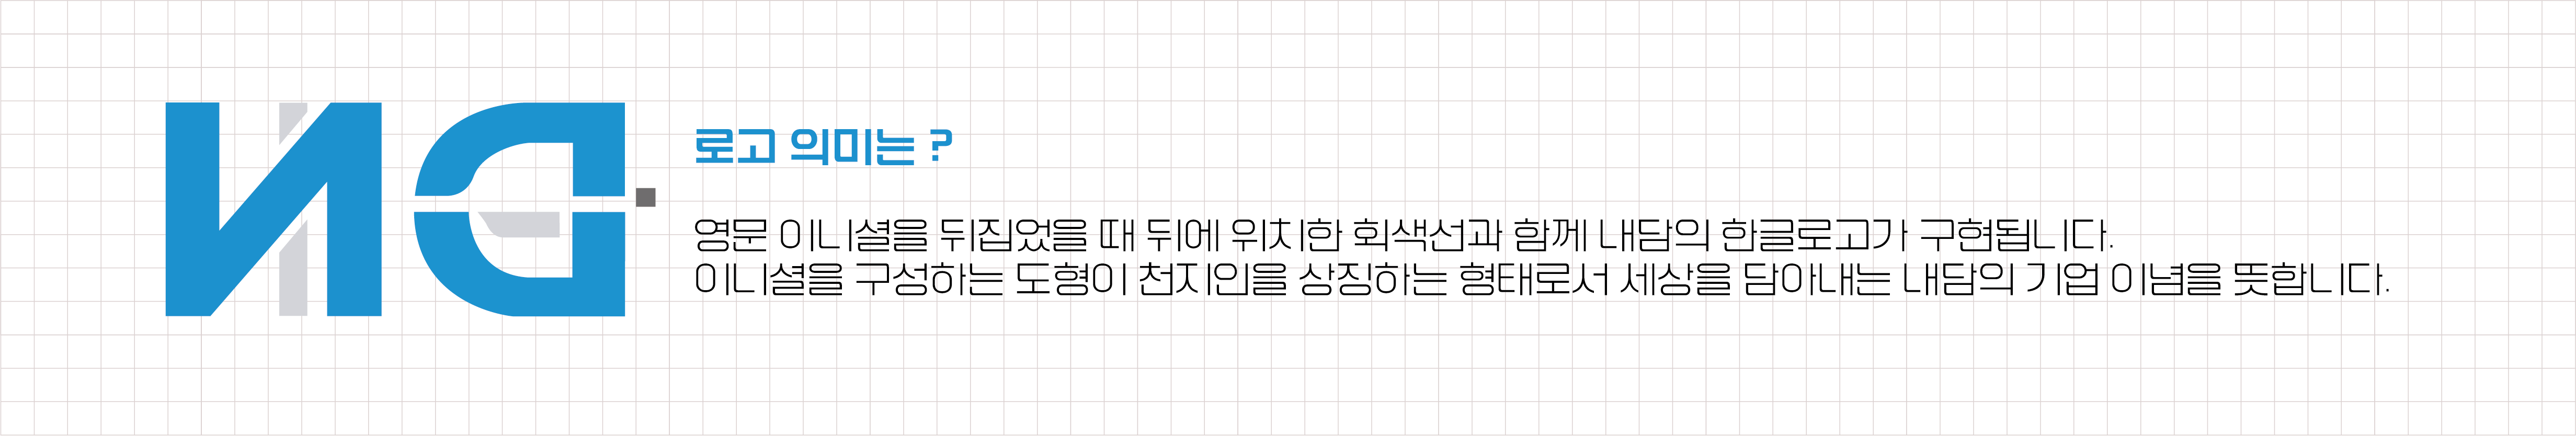 로고 의미는 ?
영문 이니셜을 뒤집었을 때 뒤에 위치한 회색선과 함께 내담의 한글로고가 구현됩니다.
이니셜을 구성하는 도형이 천지인을 상징하는 형태로서 세상을 담아내는 내담의 기업 이념을 뜻합니다.